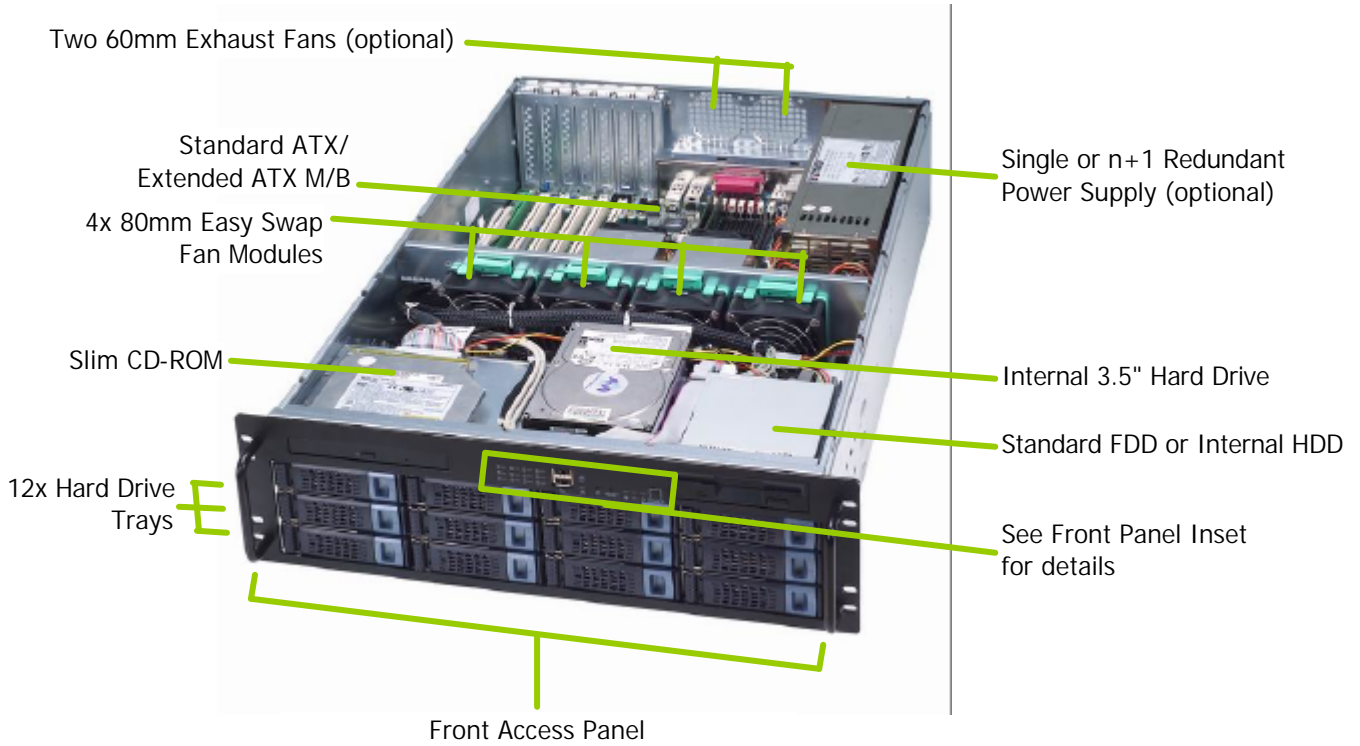 Two 60mm Exhaust Fans (optional)
Standard ATX/
Extended ATX M/B
4x 80mm Easy Swap
Fan Modules
Slim CD-ROM
12x Hard Drive
Trays
Single or n+1 Redundant
Power Supply (optional)
Internal 3.5" Hard Drive
Standard FDD or Internal HDD
See Front Panel Inset
for details
Front Access Panel